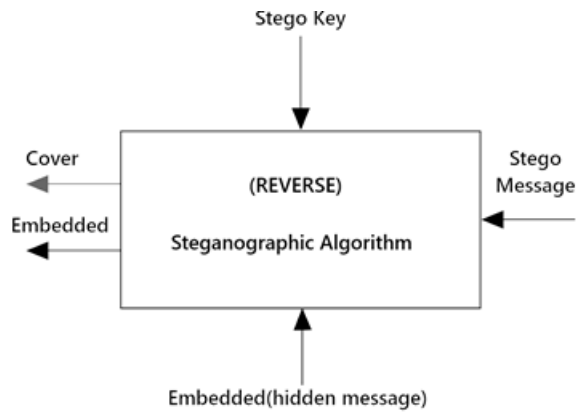 Stego Key
Cover
(REVERSE)
Stego
Message
Embedded
Steganographic Algorithm
Embedded(hidden message)